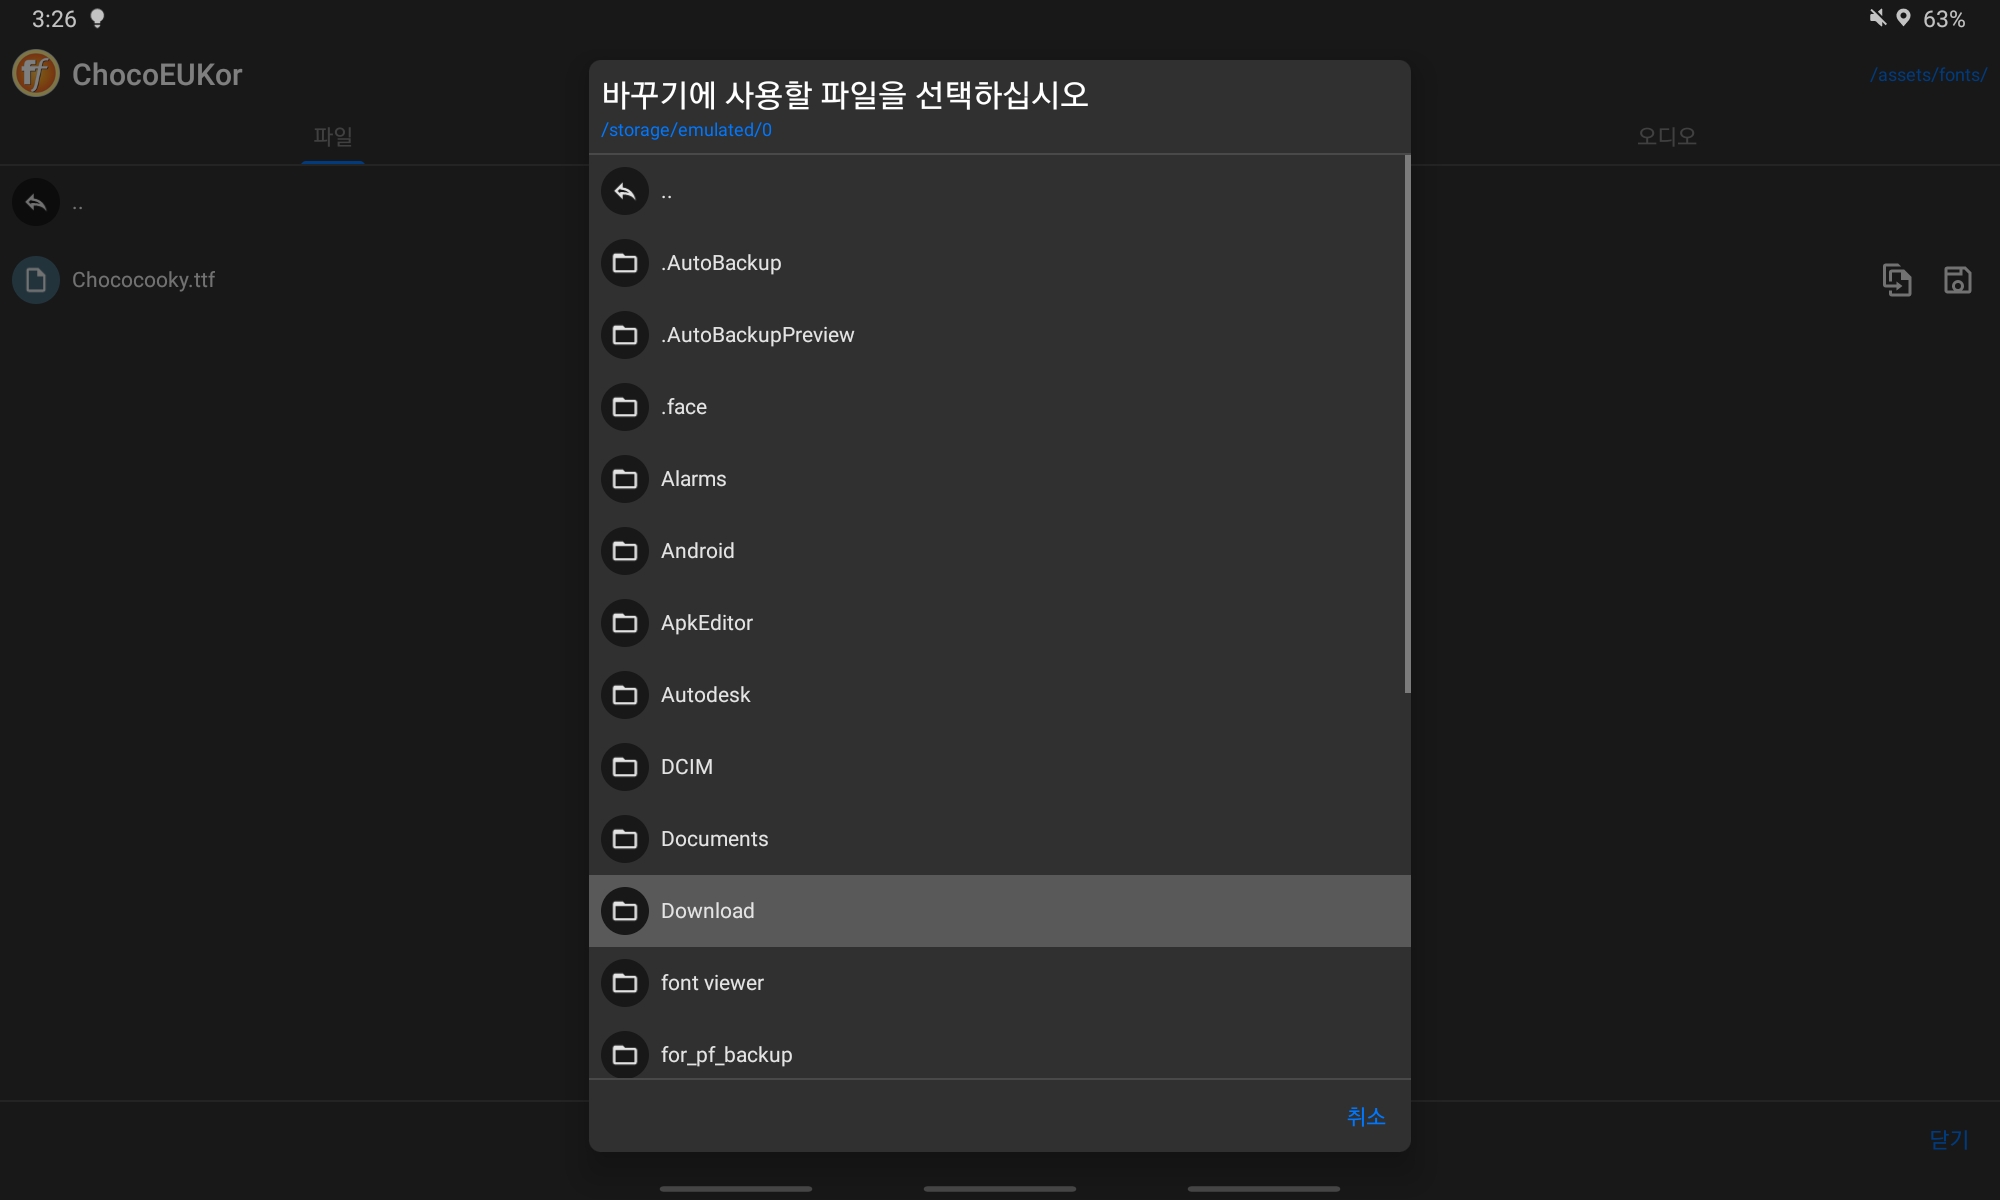 3:26
63%
ChocoEUKor
/assets/fonts/
파일
오디오
..
Chococooky.ttf
바꾸기에 사용할 파일을 선택하십시오
/storage/emulated/0
..
.AutoBackup
.AutoBackupPreview
.face
Alarms
Android
ApkEditor
Autodesk
DCIM
Documents
Download
font viewer
for_pf_backup
취소
닫기